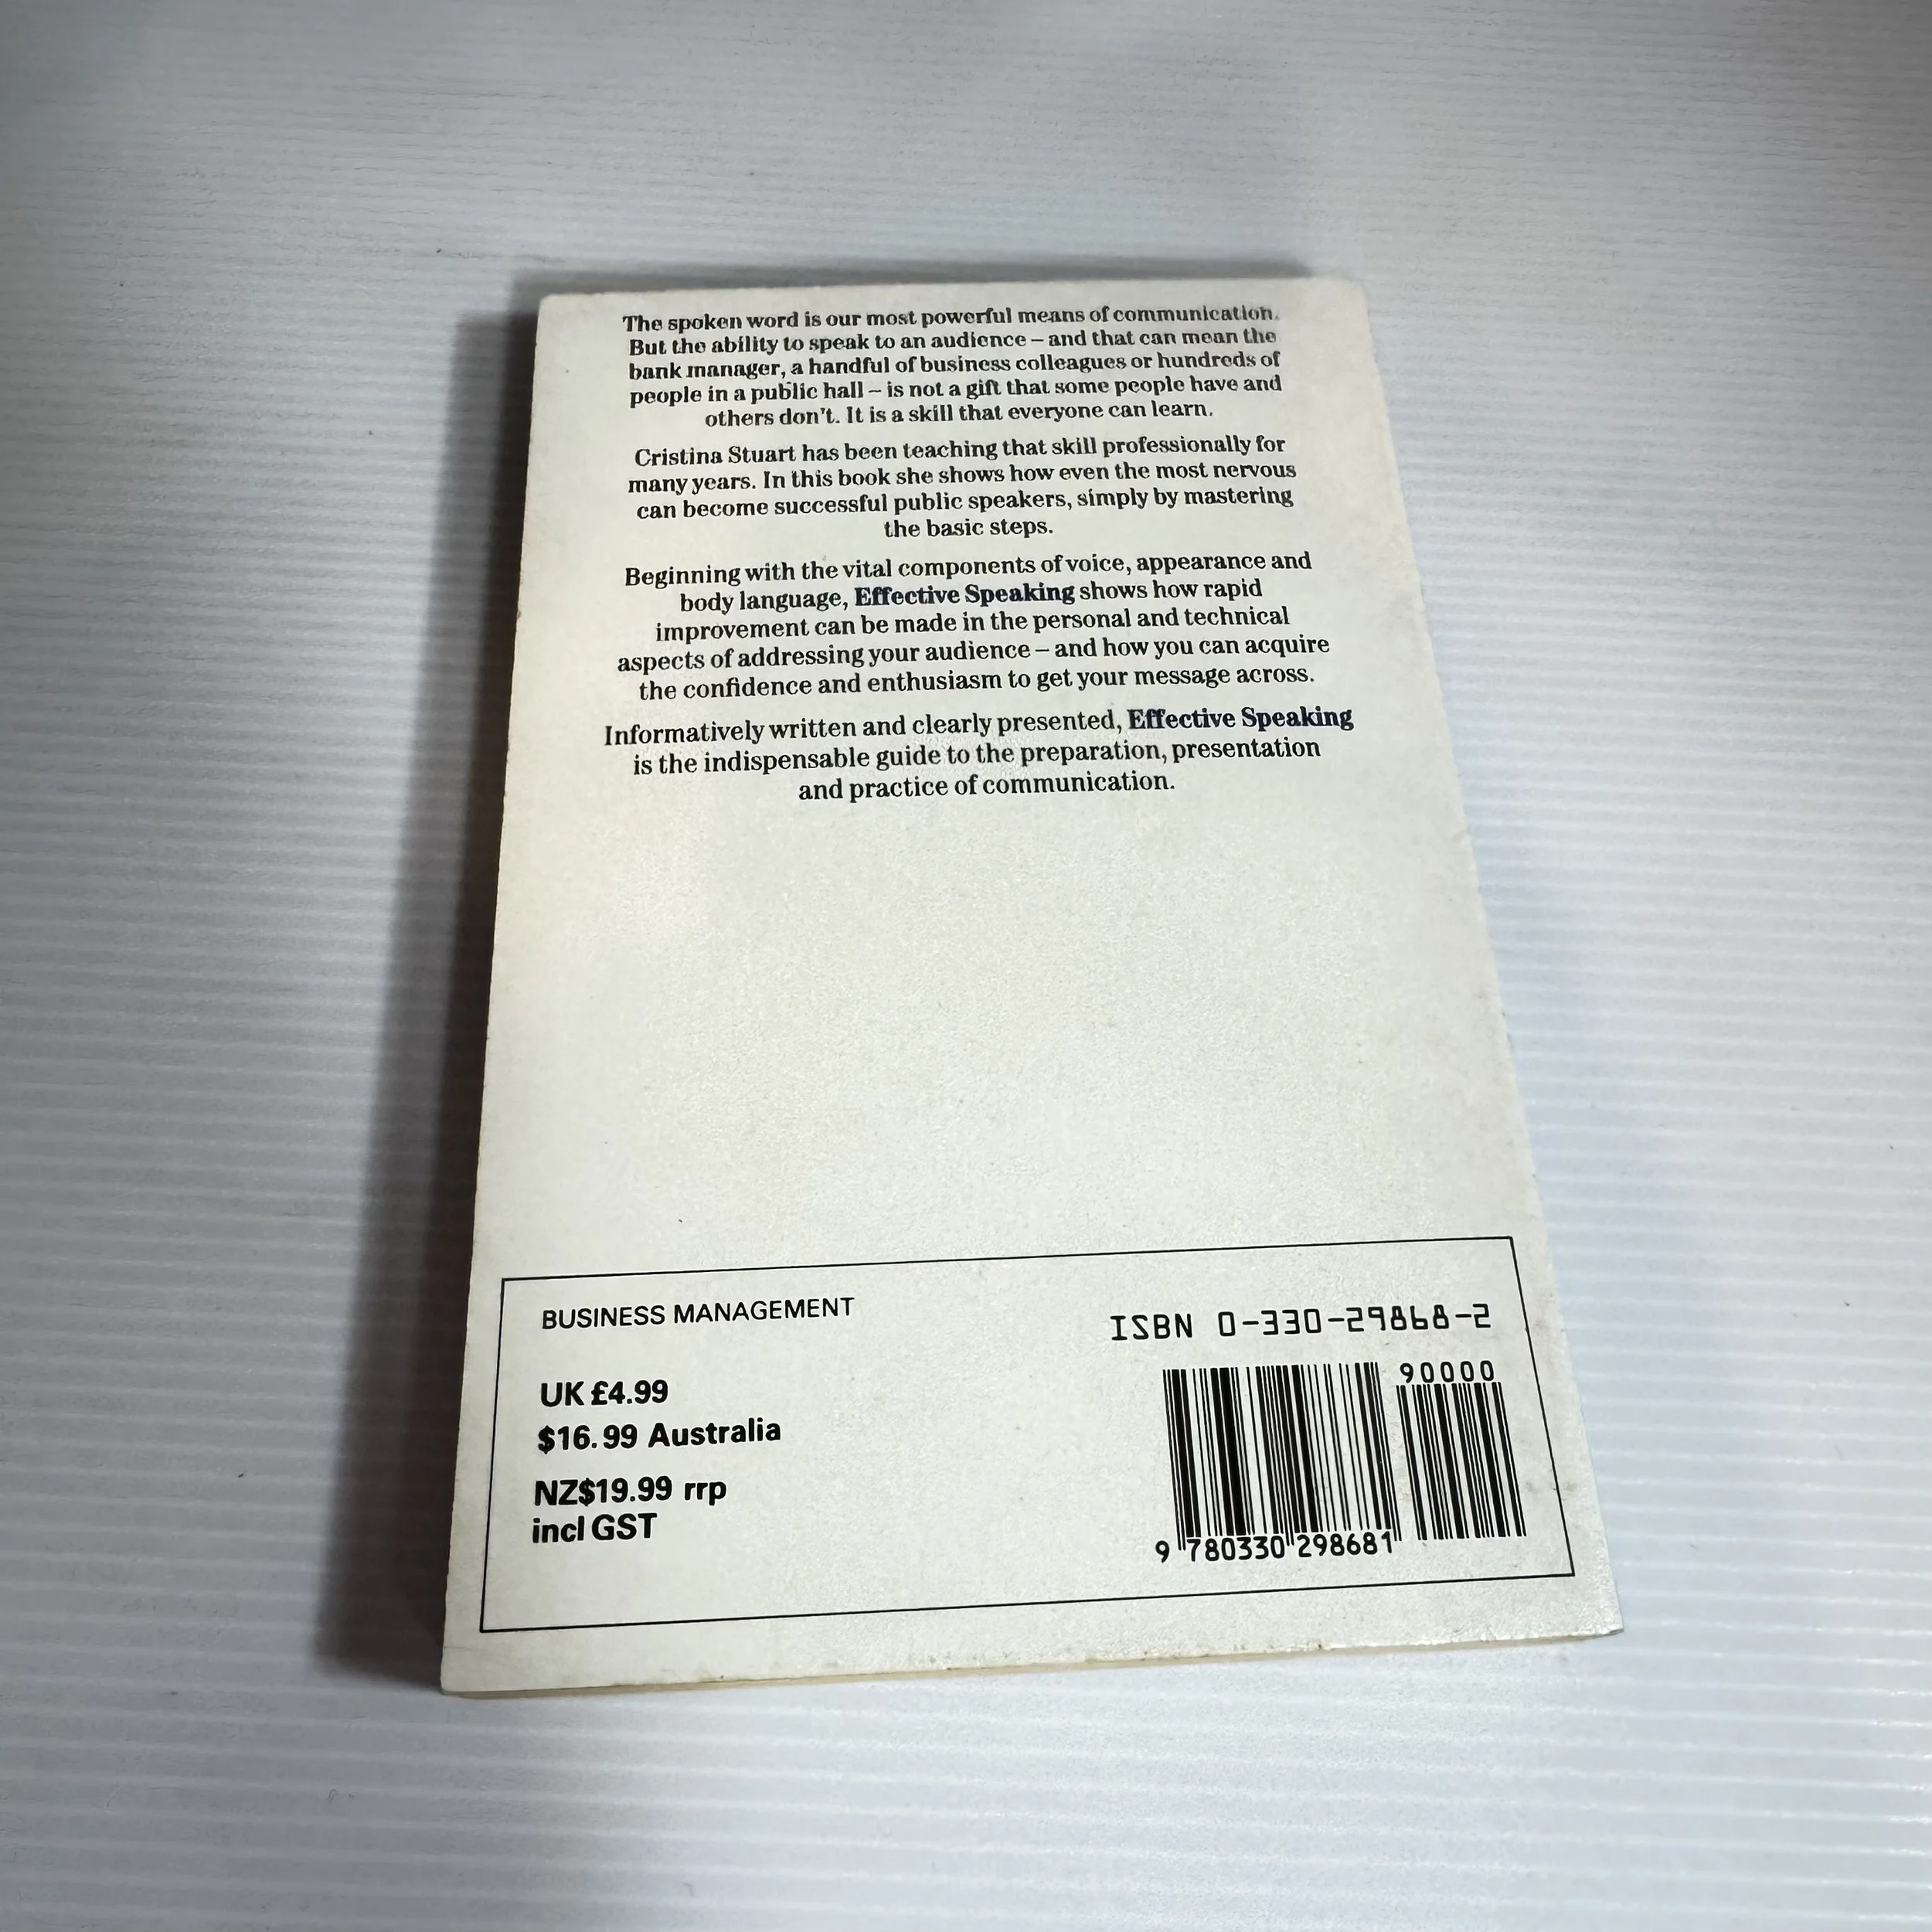 The spoken word is our most powerful means of communication.
But the ability to speak to an audience – and that can mean the
bank manager, a handful of business colleagues or hundreds of
people in a public hall – is not a gift that some people have and
others don't. It is a skill that everyone can learn.
Cristina Stuart has been teaching that skill professionally for
many years. In this book she shows how even the most nervous
can become successful public speakers, simply by mastering
the basic steps.
Beginning with the vital components of voice, appearance and
body language, Effective Speaking shows how rapid
improvement can be made in the personal and technical
aspects of addressing your audience – and how you can acquire
the confidence and enthusiasm to get your message across.
Informatively written and clearly presented, Effective Speaking
is the indispensable guide to the preparation, presentation
and practice of communication.
BUSINESS MANAGEMENT
UK £4.99
$16.99 Australia
NZ$19.99 rrp
incl GST
ISBN 0-330-29868-2
90000
9 780330 298681